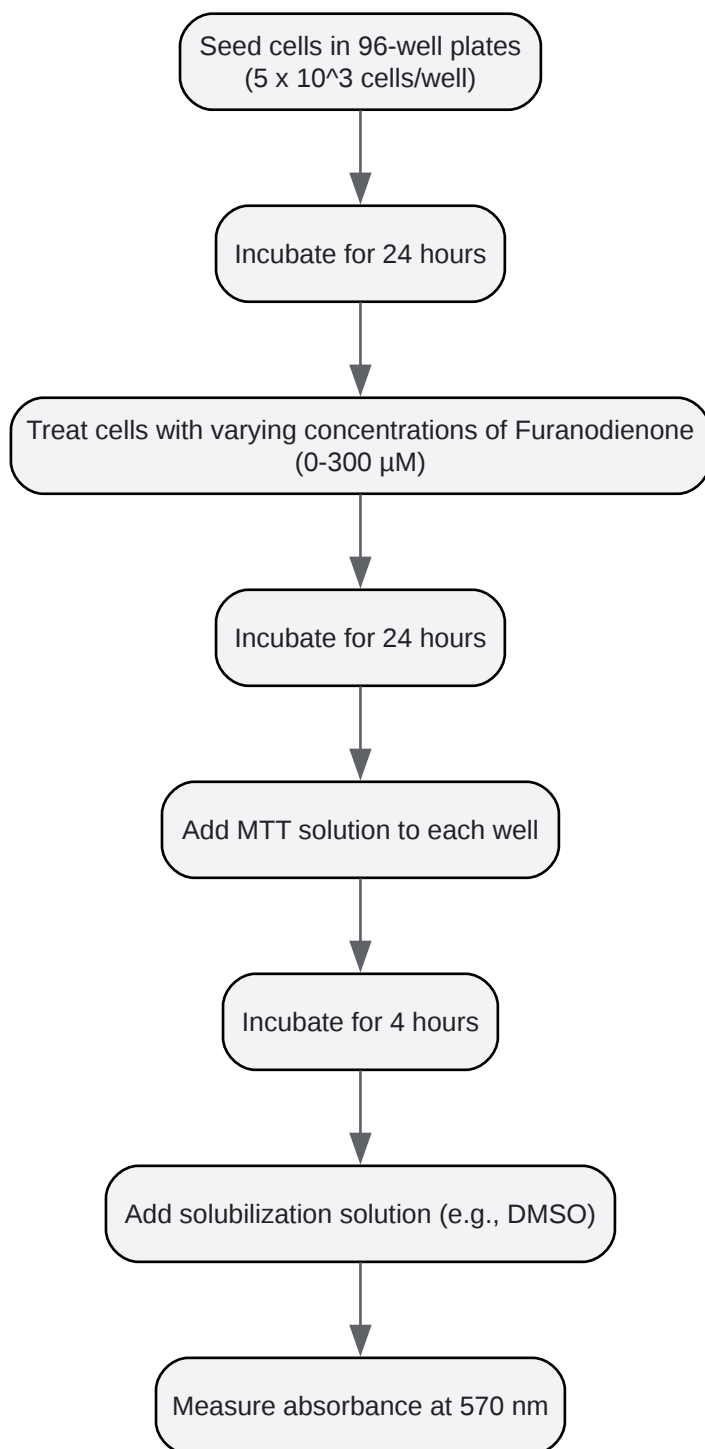 Seed cells in 96-well plates
(5 x 10^3 cells/well)
Incubate for 24 hours
Treat cells with varying concentrations of Furanodienone
(0-300 µM)
Incubate for 24 hours
Add MTT solution to each well
Incubate for 4 hours
Add solubilization solution (e.g., DMSO)
Measure absorbance at 570 nm